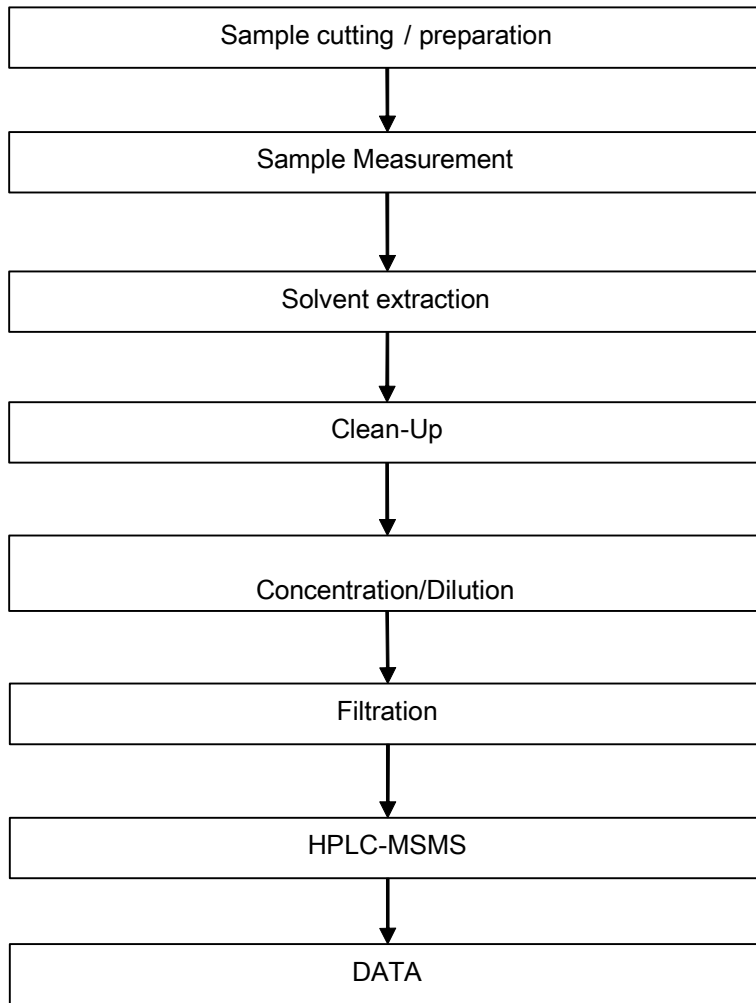 Sample cutting / preparation
Sample Measurement
Solvent extraction
Clean-Up
Concentration/Dilution
Filtration
HPLC-MSMS
DATA